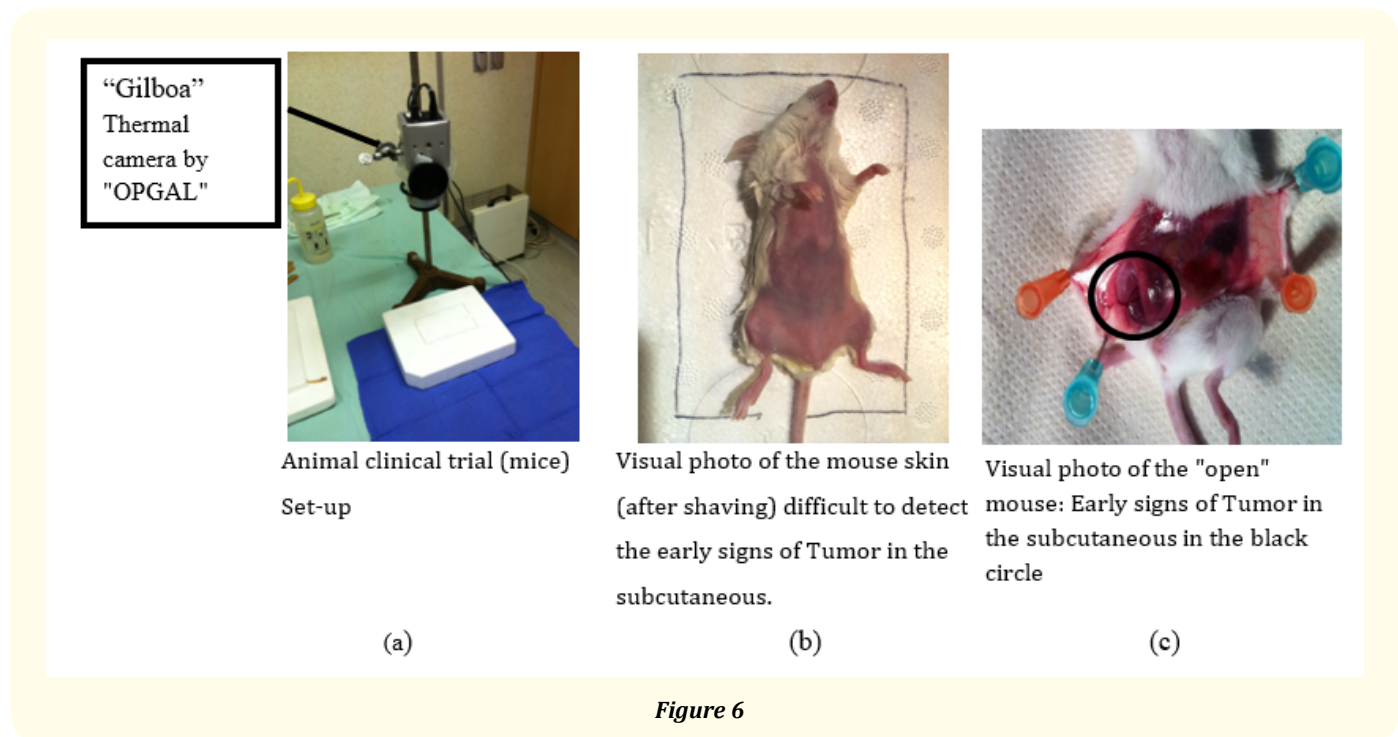 “Gilboa”
Thermal
camera by
"OPGAL"
Animal clinical trial (mice)
Set-up
(a)
Visual photo of the mouse skin
(after shaving) difficult to detect
the early signs of Tumor in the
subcutaneous.
(b)
Visual photo of the "open"
mouse: Early signs of Tumor in
the subcutaneous in the black
circle
(c)
Figure 6